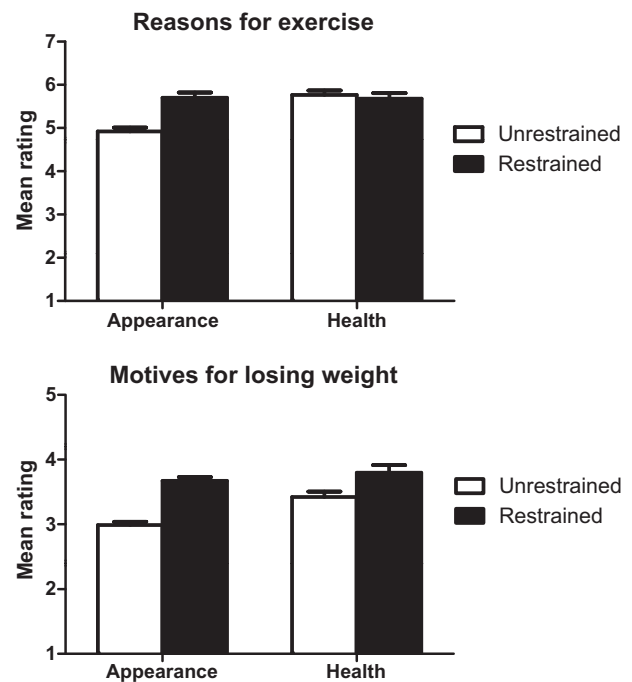 Reasons for exercise
7
6
5
4
3
2
1
Mean rating
Appearance
Health
Unrestrained
Restrained
Motives for losing weight
5
4
3
2
1
Mean rating
Appearance
Health
Unrestrained
Restrained